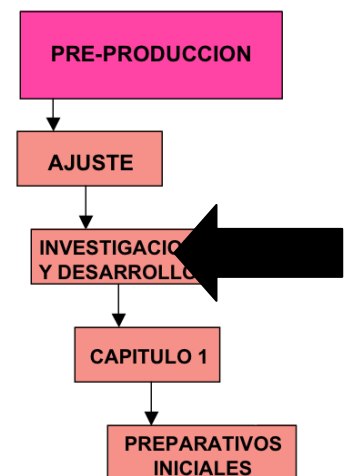 PRE-PRODUCCION
AJUSTE
INVESTIGACIO
Y DESARROLLO
CAPITULO 1
PREPARATIVOS
INICIALES